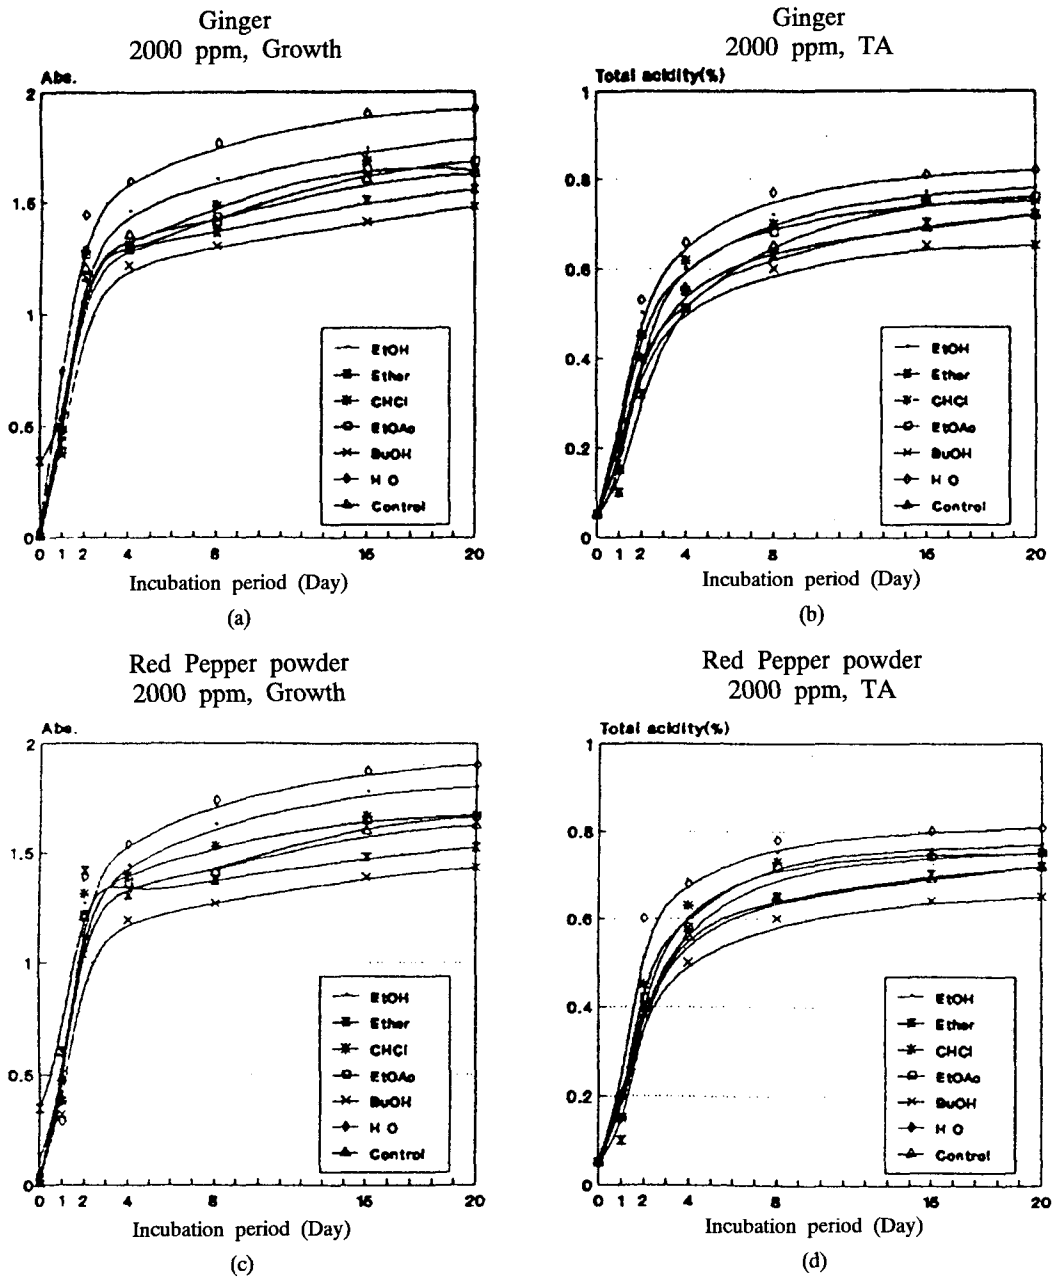 Ginger
2000 ppm, Growth
Abs.
2
1.5
1
0.5
0
0 1 2 4 8 15 20
EtOH
Ether
CHCl
EtOAc
BuOH
H O
Control
Incubation period (Day)
(a)
Ginger
2000 ppm, TA
Total acidity(%)
1
0.8
0.6
0.4
0.2
0
0 1 2 4 8 15 20
EtOH
Ether
CHCl
EtOAc
BuOH
H O
Control
Incubation period (Day)
(b)
Red Pepper powder
2000 ppm, Growth
Abs.
2
1.5
1
0.5
0
0 1 2 4 8 15 20
EtOH
Ether
CHCl
EtOAc
BuOH
H O
Control
Incubation period (Day)
(c)
Red Pepper powder
2000 ppm, TA
Total acidity(%)
1
0.8
0.6
0.4
0.2
0
0 1 2 4 8 15 20
EtOH
Ether
CHCl
EtOAc
BuOH
H O
Control
Incubation period (Day)
(d)